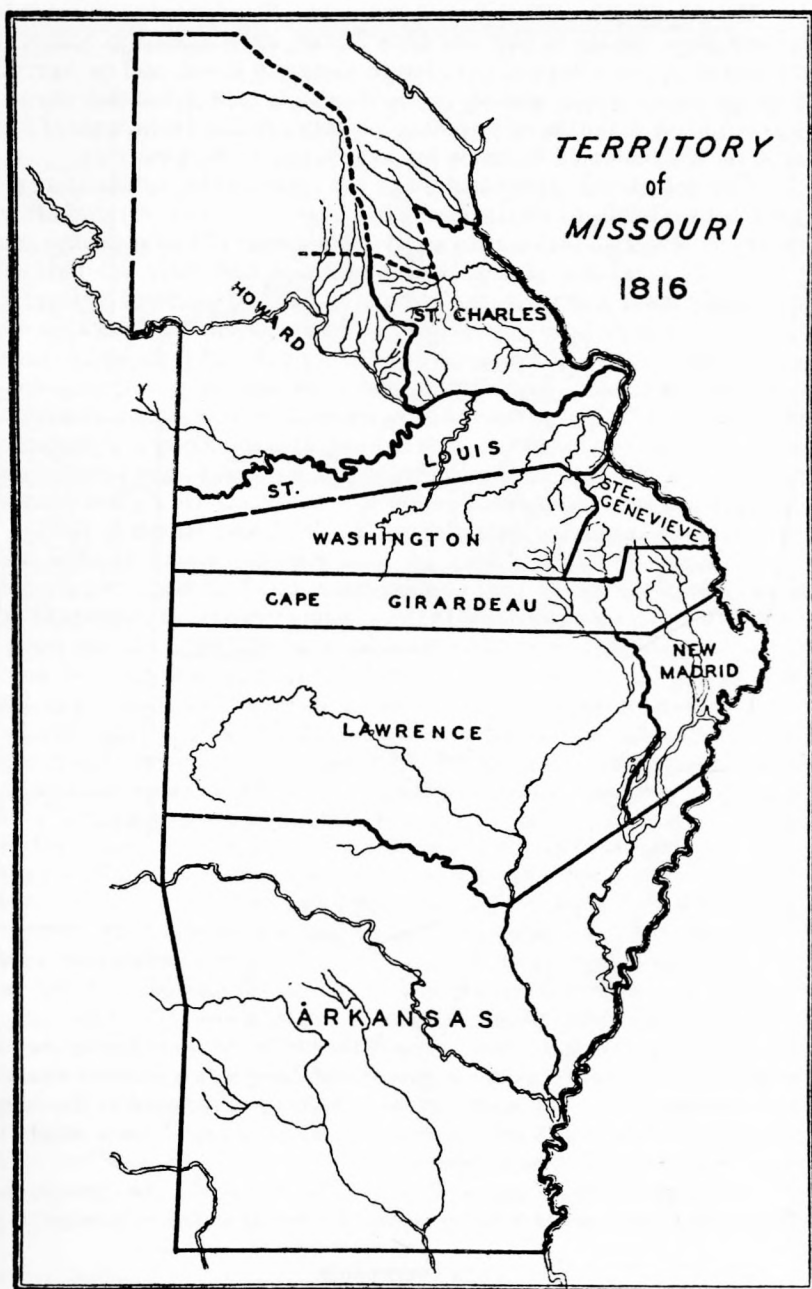 TERRITORY
of
MISSOURI
1816
HOWARD
ST. CHARLES
ST. LOUIS
STE.
GENEVIEVE
WASHINGTON
CAPE GIRARDEAU
NEW
MADRID
LAWRENCE
ARKANSAS